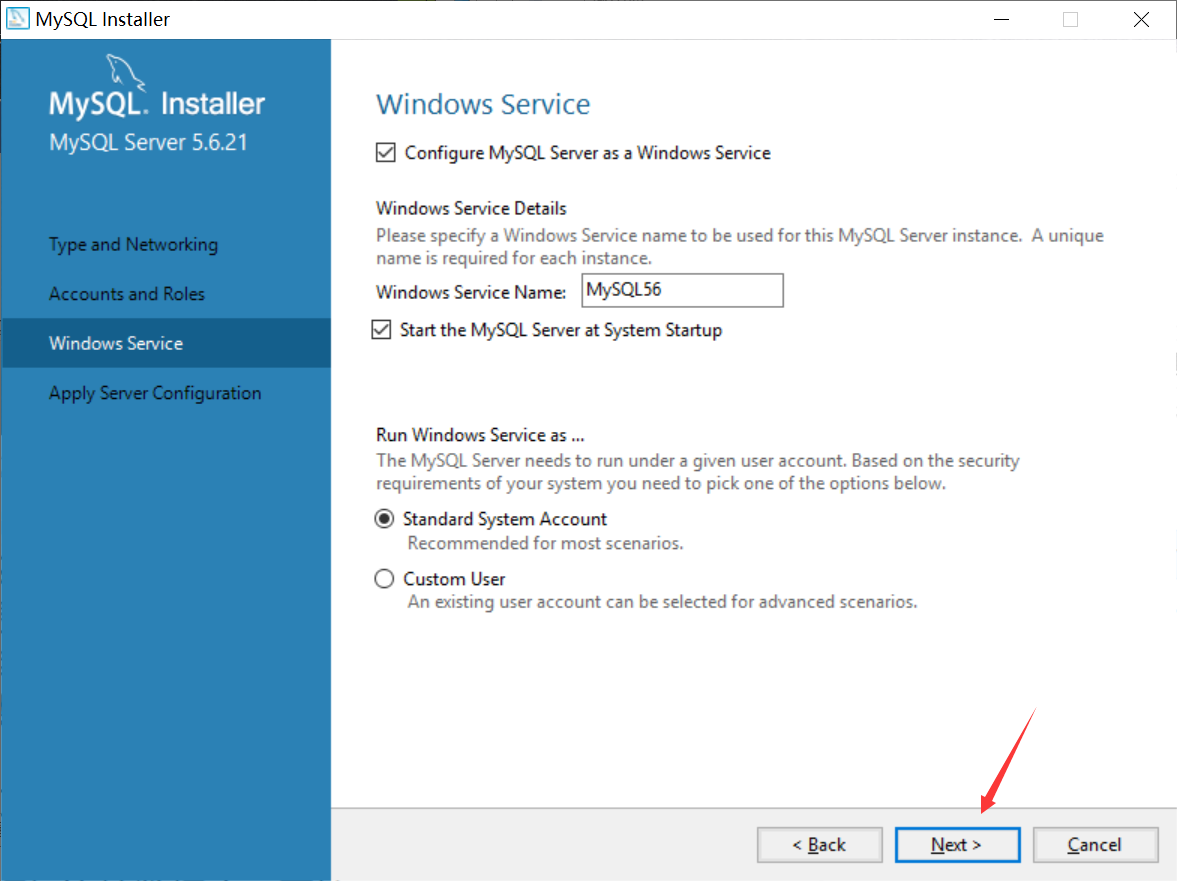 MySQL Installer
MySQL. Installer
MySQL Server 5.6.21
Type and Networking
Accounts and Roles
Windows Service
Apply Server Configuration
Windows Service
Configure MySQL Server as a Windows Service
Windows Service Details
Please specify a Windows Service name to be used for this MySQL Server instance. A unique
name is required for each instance.
Windows Service Name: MySQL56
Start the MySQL Server at System Startup
Run Windows Service as ...
The MySQL Server needs to run under a given user account. Based on the security
requirements of your system you need to pick one of the options below.
Standard System Account
Recommended for most scenarios.
Custom User
An existing user account can be selected for advanced scenarios.
< Back Next > Cancel